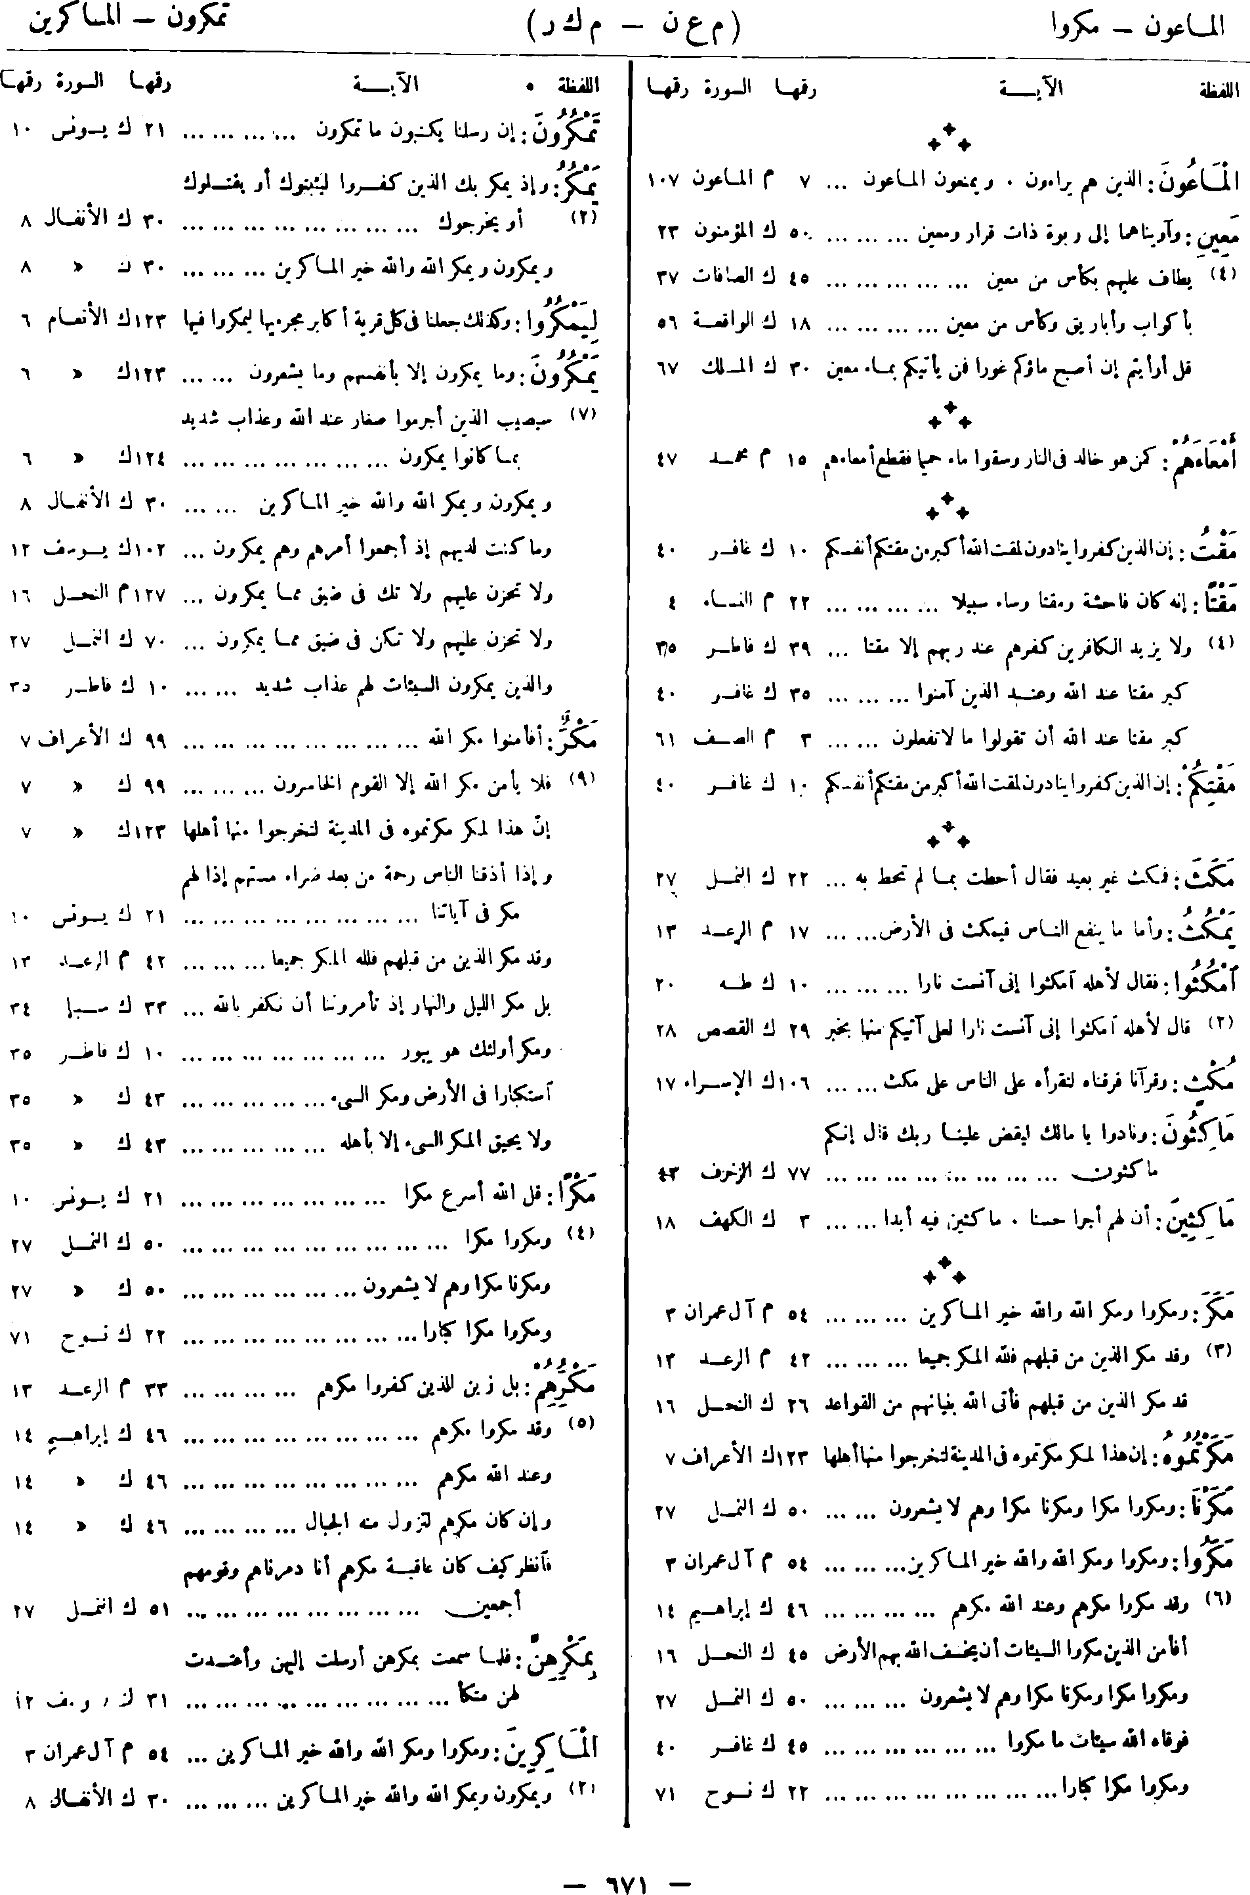 الماعون – مكروا
(م ع ن – م ك ر)
تمكرون – الماكرين
اللفظة الآيـــة رقمها السورة رقمها
الْمَاعُونَ: الذين هم يراءون ۰ ويمنعون الماعون ... ٧ م الماعون ١٠٧
مَعِينٍ: وآويناهما إلى ربوة ذات قرار ومعين ... ... ... ٥٠ ك المؤمنون ٢٣
(٤) يطاف عليهم بكأس من معين ... ... ... ... ... ٤٥ ك الصافات ٣٧
بأكواب وأباريق وكأس من معين ... ... ... ... ١٨ ك الواقعة ٥٦
قل أرأيتم إن أصبح ماؤكم غورا فمن يأتيكم بماء معين ٣٠ ك الملك ٦٧
أَمْعَاءَهُمْ: كمن هو خالد فى النار وسقوا ماء حميما فقطع أمعاءهم ١٥ م محمد ٤٧
مَقْتُ: إن الذين كفروا ينادون لمقت الله أكبر من مقتكم أنفسكم ١٠ ك غافر ٤٠
مَقْتًا: إنه كان فاحشة ومقتا وساء سبيلا ... ... ... ... ٢٢ م النساء ٤
(٤) ولا يزيد الكافرين كفرهم عند ربهم إلا مقتا ... ٣٩ ك فاطر ٣٥
كبر مقتا عند الله وعند الذين آمنوا ... ... ... ٣٥ ك غافر ٤٠
كبر مقتا عند الله أن تقولوا ما لا تفعلون ... ... ٣ م الصف ٦١
مَقْتِكُمْ: إن الذين كفروا ينادون لمقت الله أكبر من مقتكم أنفسكم ١٠ ك غافر ٤٠
مَكَثَ: فمكث غير بعيد فقال أحطت بما لم تحط به ... ٢٢ ك النمل ٢٧
يَمْكُثُ: وأما ما ينفع الناس فيمكث فى الأرض... ... ... ١٧ م الرعد ١٣
امْكُثُوا: فقال لأهله امكثوا إنى آنست نارا ... ... ... ١٠ ك طه ٢٠
(٢) قال لأهله امكثوا إنى آنست نارا لعلى آتيكم منها بخبر ٢٩ ك القصص ٢٨
مُكْثٍ: وقرآنا فرقناه لتقرأه على الناس على مكث ... ... ١٠٦ ك الإسراء ١٧
مَاكِثُونَ: ونادوا يا مالك ليقض علينا ربك قال إنكم
ماكثون ... ... ... ... ... ... ... ... ٧٧ ك الزخرف ٤٣
مَاكِثِينَ: أن لهم أجرا حسنا ۰ ماكثين فيه أبدا ... ... ٣ ك الكهف ١٨
مَكَرَ: ومكروا ومكر الله والله خير الماكرين ... ... ... ٥٤ م آل عمران ٣
(٣) وقد مكر الذين من قبلهم فلله المكر جميعا ... ... ... ٤٢ م الرعد ١٣
قد مكر الذين من قبلهم فأتى الله بنيانهم من القواعد ٢٦ ك النحل ١٦
مَكَرْتُمُوهُ: إن هذا لمكر مكرتموه فى المدينة لتخرجوا منها أهلها ١٢٣ك الأعراف ٧
مَكَرْنَا: ومكروا مكرا ومكرنا مكرا وهم لا يشعرون ... ... ٥٠ ك النمل ٢٧
مَكَرُوا: ومكروا ومكر الله والله خير الماكرين... ... ... ... ٥٤ م آل عمران ٣
(٦) وقد مكروا مكرهم وعند الله مكرهم ... ... ... ... ٤٦ ك إبراهيم ١٤
أفأمن الذين مكروا السيئات أن يخسف الله بهم الأرض ٤٥ ك النحل ١٦
ومكروا مكرا ومكرنا مكرا وهم لا يشعرون ... ... ... ٥٠ ك النمل ٢٧
فوقاه الله سيئات ما مكروا ... ... ... ... ... ... ٤٥ ك غافر ٤٠
ومكروا مكرا كبارا... ... ... ... ... ... ... ... ٢٢ ك نوح ٧١
اللفظة ۰ الآيـــة رقمها السورة رقمها
تَمْكُرُونَ: إن رسلنا يكتبون ما تمكرون ... ... ... ... ٢١ ك يونس ١٠
يَمْكُرُ: وإذ يمكر بك الذين كفروا ليثبتوك أو يقتلوك
(٢) أو يخرجوك ... ... ... ... ... ... ... ... ٣٠ ك الأنفال ٨
ويمكرون ويمكر الله والله خير الماكرين ... ... ... ٣٠ ك » ٨
لِيَمْكُرُوا: وكذلك جعلنا فى كل قرية أكابر مجرميها ليمكروا فيها ١٢٣ك الأنعام ٦
يَمْكُرُونَ: وما يمكرون إلا بأنفسهم وما يشعرون ... ... ١٢٣ك » ٦
(٧) سيصيب الذين أجرموا صغار عند الله وعذاب شديد
بما كانوا يمكرون ... ... ... ... ... ... ... ١٢٤ك » ٦
ويمكرون ويمكر الله والله خير الماكرين ... ... ٣٠ ك الأنفال ٨
وما كنت لديهم إذ أجمعوا أمرهم وهم يمكرون ... ١٠٢ك يوسف ١٢
ولا تحزن عليهم ولا تك فى ضيق مما يمكرون ... ١٢٧م النحل ١٦
ولا تحزن عليهم ولا تكن فى ضيق مما يمكرون ... ٧٠ ك النمل ٢٧
والذين يمكرون السيئات لهم عذاب شديد ... ... ١٠ ك فاطر ٣٥
مَكْرُ: أفأمنوا مكر الله ... ... ... ... ... ... ... ... ٩٩ ك الأعراف ٧
(٩) فلا يأمن مكر الله إلا القوم الخاسرون ... ... ... ٩٩ ك » ٧
إنّ هذا لمكر مكرتموه فى المدينة لتخرجوا منها أهلها ١٢٣ك » ٧
وإذا أذقنا الناس رحمة من بعد ضراء مستهم إذا لهم
مكر فى آياتنا ... ... ... ... ... ... ... ... ٢١ ك يونس ١٠
وقد مكر الذين من قبلهم فلله المكر جميعا... ... ... ٤٢ م الرعد ١٣
بل مكر الليل والنهار إذ تأمروننا أن نكفر بالله ... ... ٣٣ ك سبإ ٣٤
ومكر أولئك هو يبور ... ... ... ... ... ... ... ١٠ ك فاطر ٣٥
استكبارا فى الأرض ومكر السىء ... ... ... ... ... ٤٣ ك » ٣٥
ولا يحيق المكر السىء إلا بأهله ... ... ... ... ... ٤٣ ك » ٣٥
مَكْرًا: قل الله أسرع مكرا ... ... ... ... ... ... ... ٢١ ك يونس ١٠
(٤) ومكروا مكرا ... ... ... ... ... ... ... ... ... ٥٠ ك النمل ٢٧
ومكرنا مكرا وهم لا يشعرون ... ... ... ... ... ... ٥٠ ك » ٢٧
ومكروا مكرا كبارا... ... ... ... ... ... ... ... ٢٢ ك نوح ٧١
مَكْرُهُمْ: بل زين للذين كفروا مكرهم ... ... ... ... ٣٣ م الرعد ١٣
(٥) وقد مكروا مكرهم ... ... ... ... ... ... ... ... ٤٦ ك إبراهيم ١٤
وعند الله مكرهم ... ... ... ... ... ... ... ... ٤٦ ك » ١٤
وإن كان مكرهم لتزول منه الجبال ... ... ... ... ٤٦ ك » ١٤
فانظر كيف كان عاقبة مكرهم أنا دمرناهم وقومهم
أجمعين ... ... ... ... ... ... ... ... ٥١ ك النمل ٢٧
بِمَكْرِهِنَّ: فلما سمعت بمكرهن أرسلت إليهن وأعتدت
لهن متكأ ... ... ... ... ... ... ... ... ... ٣١ ك ١٢
الْمَاكِرِينَ: ومكروا ومكر الله والله خير الماكرين ... ٥٤ م آل عمران ٣
(٢) ويمكرون ويمكر الله والله خير الماكرين ... ... ... ٣٠ ك الأنفال ٨
– ٦٧١ –